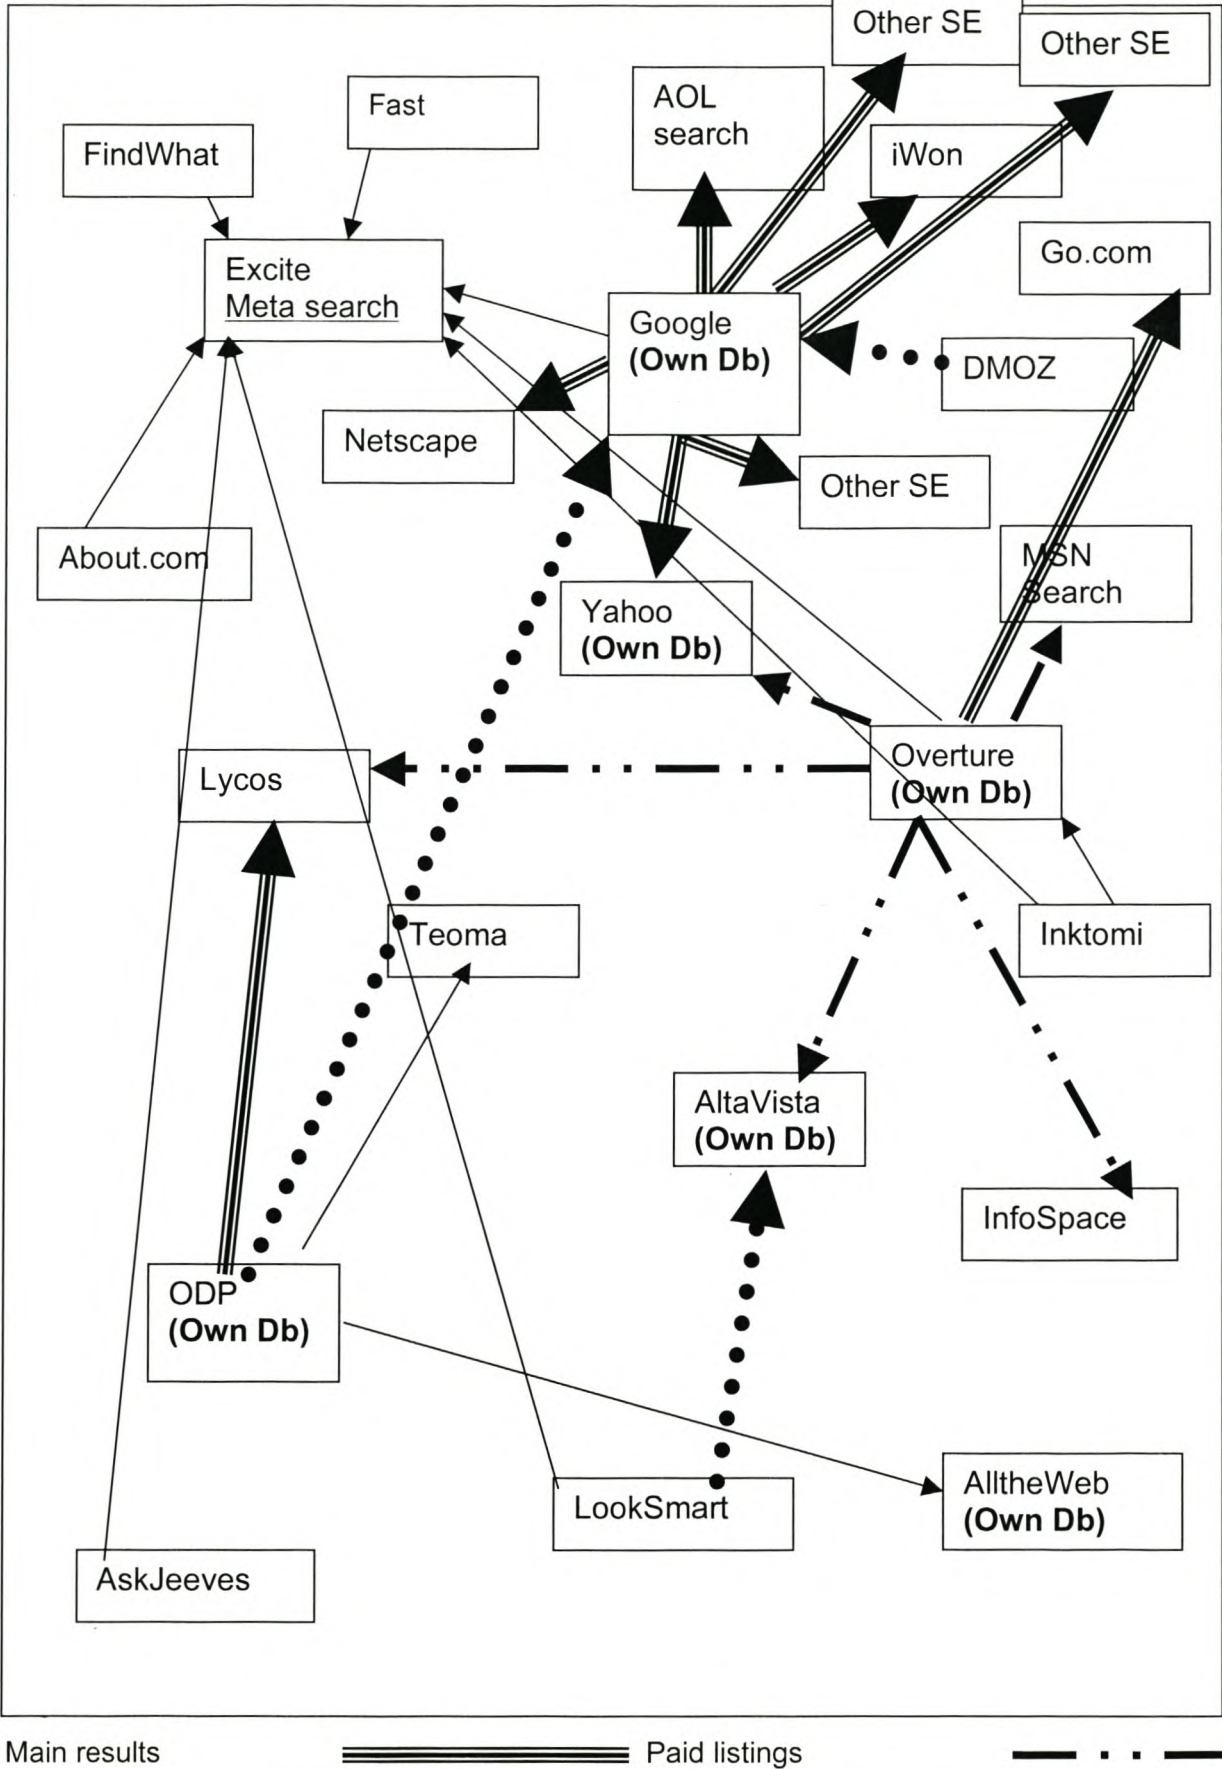 Other SE
Other SE
AOL
search
Fast
FindWhat
iWon
Go.com
Excite
Meta search
Google
(Own Db)
DMOZ
Netscape
Other SE
About.com
MSN
Search
Yahoo
(Own Db)
Lycos
Overture
(Own Db)
Teoma
Inktomi
AltaVista
(Own Db)
InfoSpace
ODP
(Own Db)
LookSmart
AlltheWeb
(Own Db)
AskJeeves
Main results
Paid listings